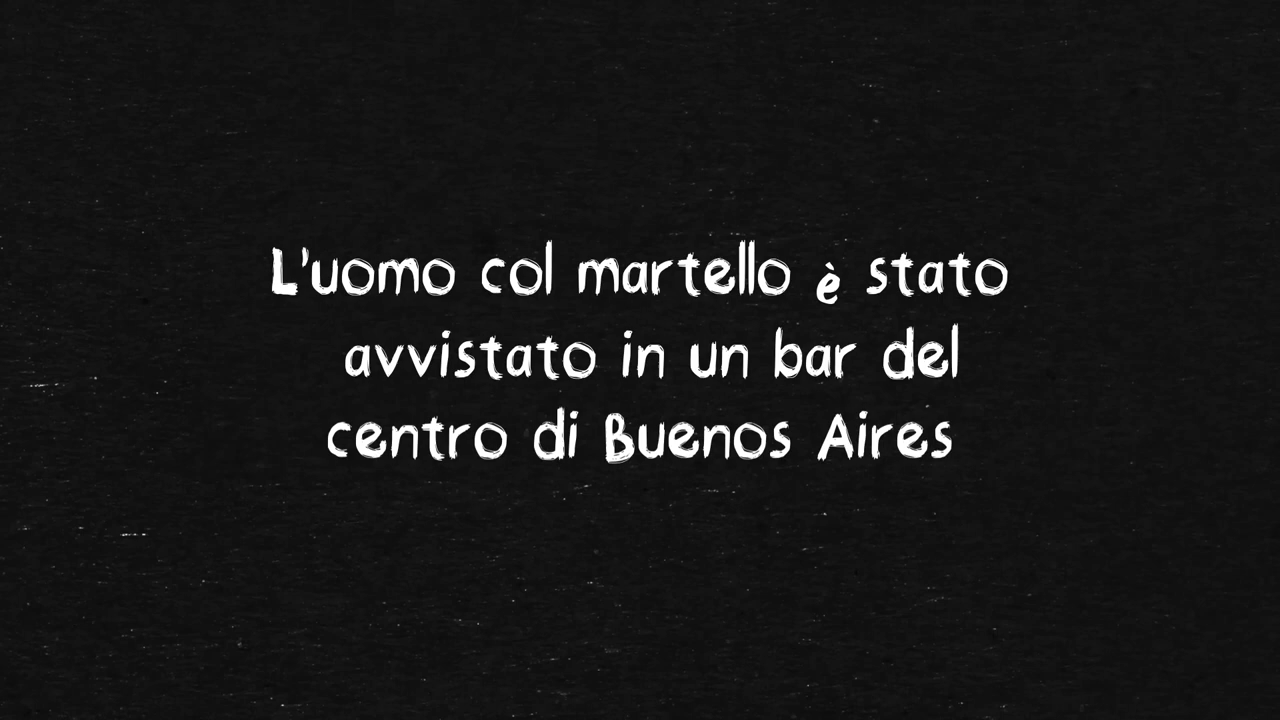 L'uomo col martello è stato
avvistato in un bar del
centro di Buenos Aires